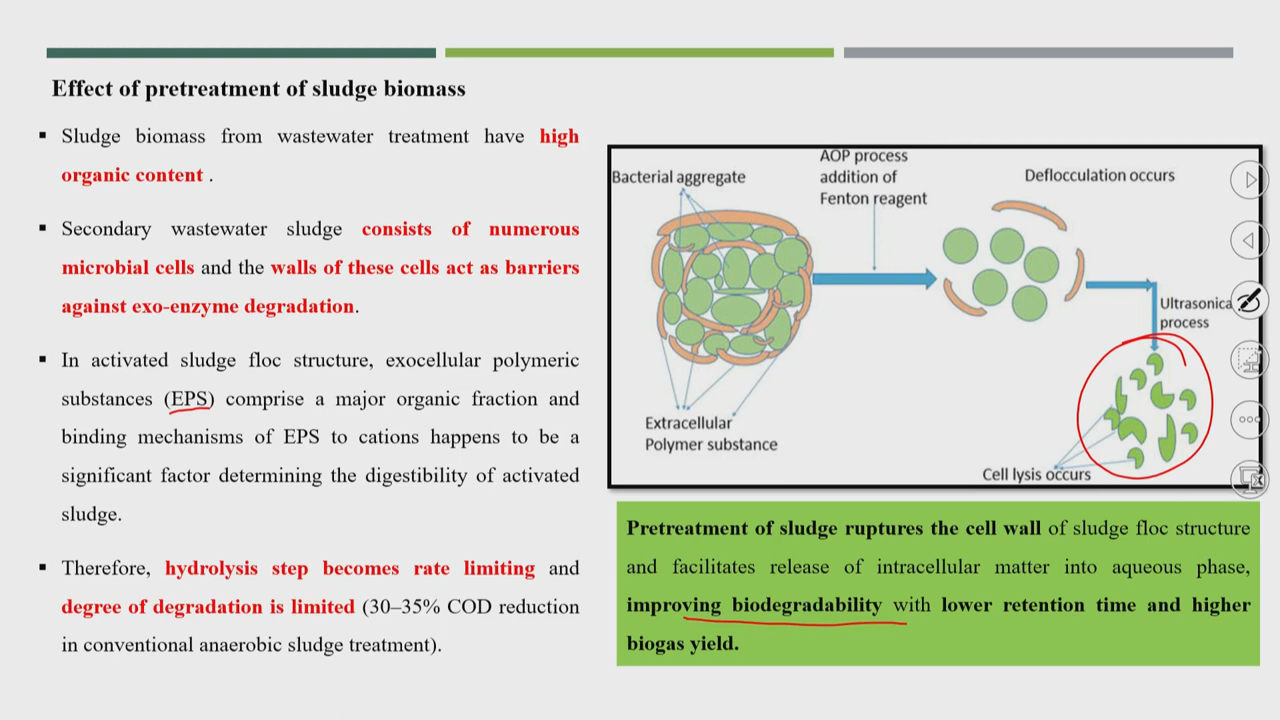 Effect of pretreatment of sludge biomass
▪ Sludge biomass from wastewater treatment have high
organic content .
▪ Secondary wastewater sludge consists of numerous
microbial cells and the walls of these cells act as barriers
against exo-enzyme degradation.
▪ In activated sludge floc structure, exocellular polymeric
substances (EPS) comprise a major organic fraction and
binding mechanisms of EPS to cations happens to be a
significant factor determining the digestibility of activated
sludge.
▪ Therefore, hydrolysis step becomes rate limiting and
degree of degradation is limited (30–35% COD reduction
in conventional anaerobic sludge treatment).
Bacterial aggregate
AOP process
addition of
Fenton reagent
Deflocculation occurs
Ultrasonica
process
Extracellular
Polymer substance
Cell lysis occurs
Pretreatment of sludge ruptures the cell wall of sludge floc structure
and facilitates release of intracellular matter into aqueous phase,
improving biodegradability with lower retention time and higher
biogas yield.